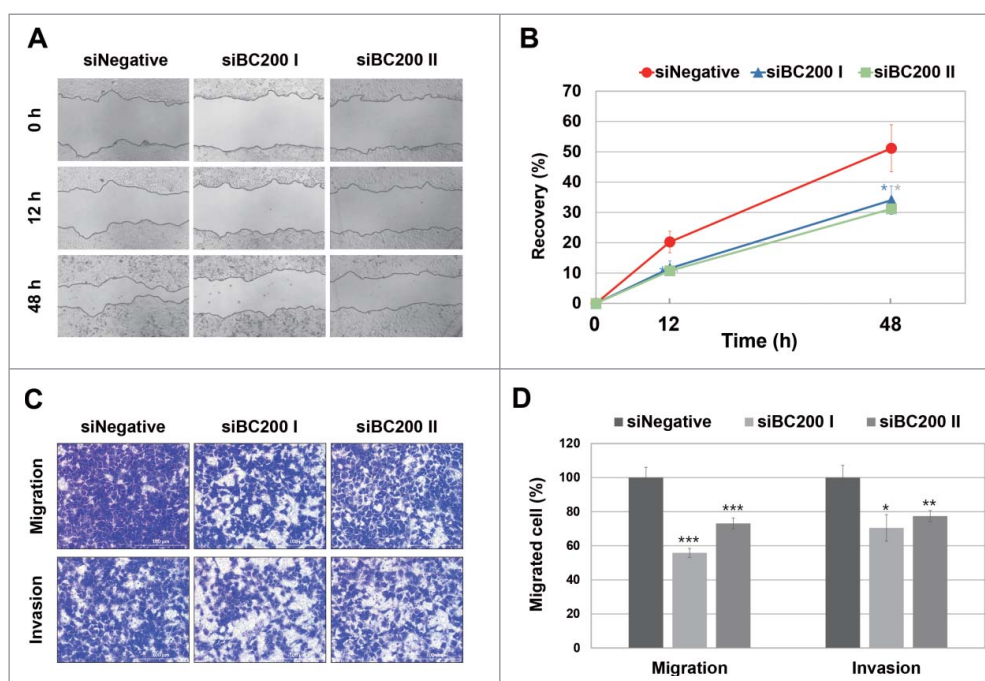 A
siNegative siBC200 I siBC200 II
0 h
12 h
48 h
B
siNegative siBC200 I siBC200 II
70
60
50
40
30
20
10
0
Recovery (%)
* *
*
0 12 48
Time (h)
C
siNegative siBC200 I siBC200 II
Migration
Invasion
D
siNegative siBC200 I siBC200 II
120
100
80
60
40
20
0
Migrated cell (%)
*** *** * **
Migration Invasion